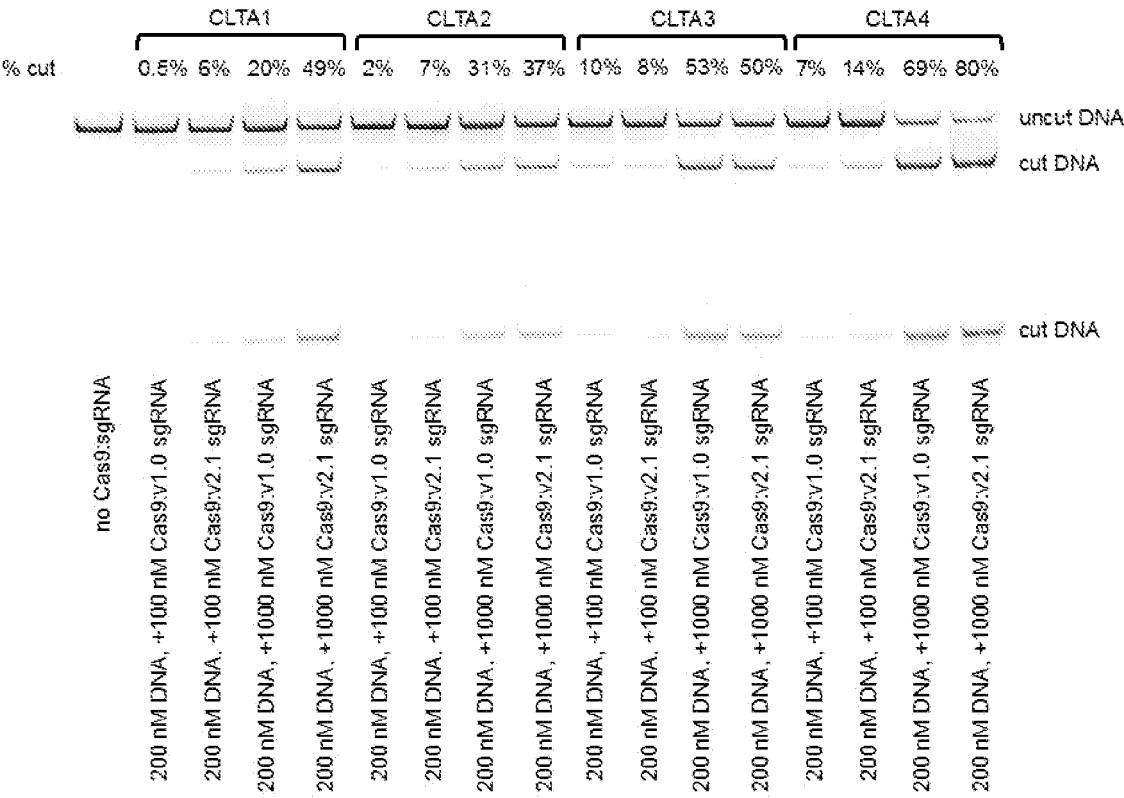 CLTA1 CLTA2 CLTA3 CLTA4
% cut 0.5% 6% 20% 49% 2% 7% 31% 37% 10% 8% 53% 50% 7% 14% 69% 80%
uncut DNA
cut DNA
cut DNA
no Cas9:sgRNA
200 nM DNA, +100 nM Cas9:v1.0 sgRNA
200 nM DNA, +100 nM Cas9:v2.1 sgRNA
200 nM DNA, +1000 nM Cas9:v1.0 sgRNA
200 nM DNA, +1000 nM Cas9:v2.1 sgRNA
200 nM DNA, +100 nM Cas9:v1.0 sgRNA
200 nM DNA, +100 nM Cas9:v2.1 sgRNA
200 nM DNA, +1000 nM Cas9:v1.0 sgRNA
200 nM DNA, +1000 nM Cas9:v2.1 sgRNA
200 nM DNA, +100 nM Cas9:v1.0 sgRNA
200 nM DNA, +100 nM Cas9:v2.1 sgRNA
200 nM DNA, +1000 nM Cas9:v1.0 sgRNA
200 nM DNA, +1000 nM Cas9:v2.1 sgRNA
200 nM DNA, +100 nM Cas9:v1.0 sgRNA
200 nM DNA, +100 nM Cas9:v2.1 sgRNA
200 nM DNA, +1000 nM Cas9:v1.0 sgRNA
200 nM DNA, +1000 nM Cas9:v2.1 sgRNA